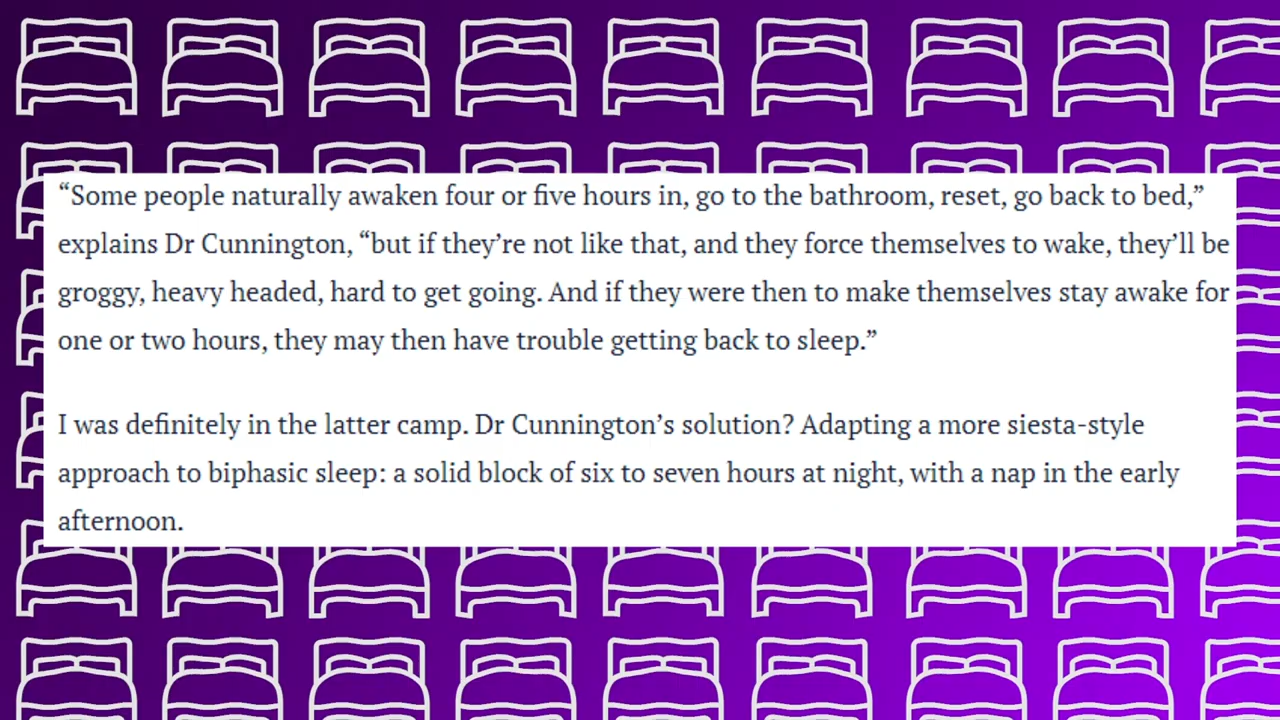 “Some people naturally awaken four or five hours in, go to the bathroom, reset, go back to bed,”
explains Dr Cunnington, “but if they’re not like that, and they force themselves to wake, they’ll be
groggy, heavy headed, hard to get going. And if they were then to make themselves stay awake for
one or two hours, they may then have trouble getting back to sleep.”
I was definitely in the latter camp. Dr Cunnington’s solution? Adapting a more siesta-style
approach to biphasic sleep: a solid block of six to seven hours at night, with a nap in the early
afternoon.